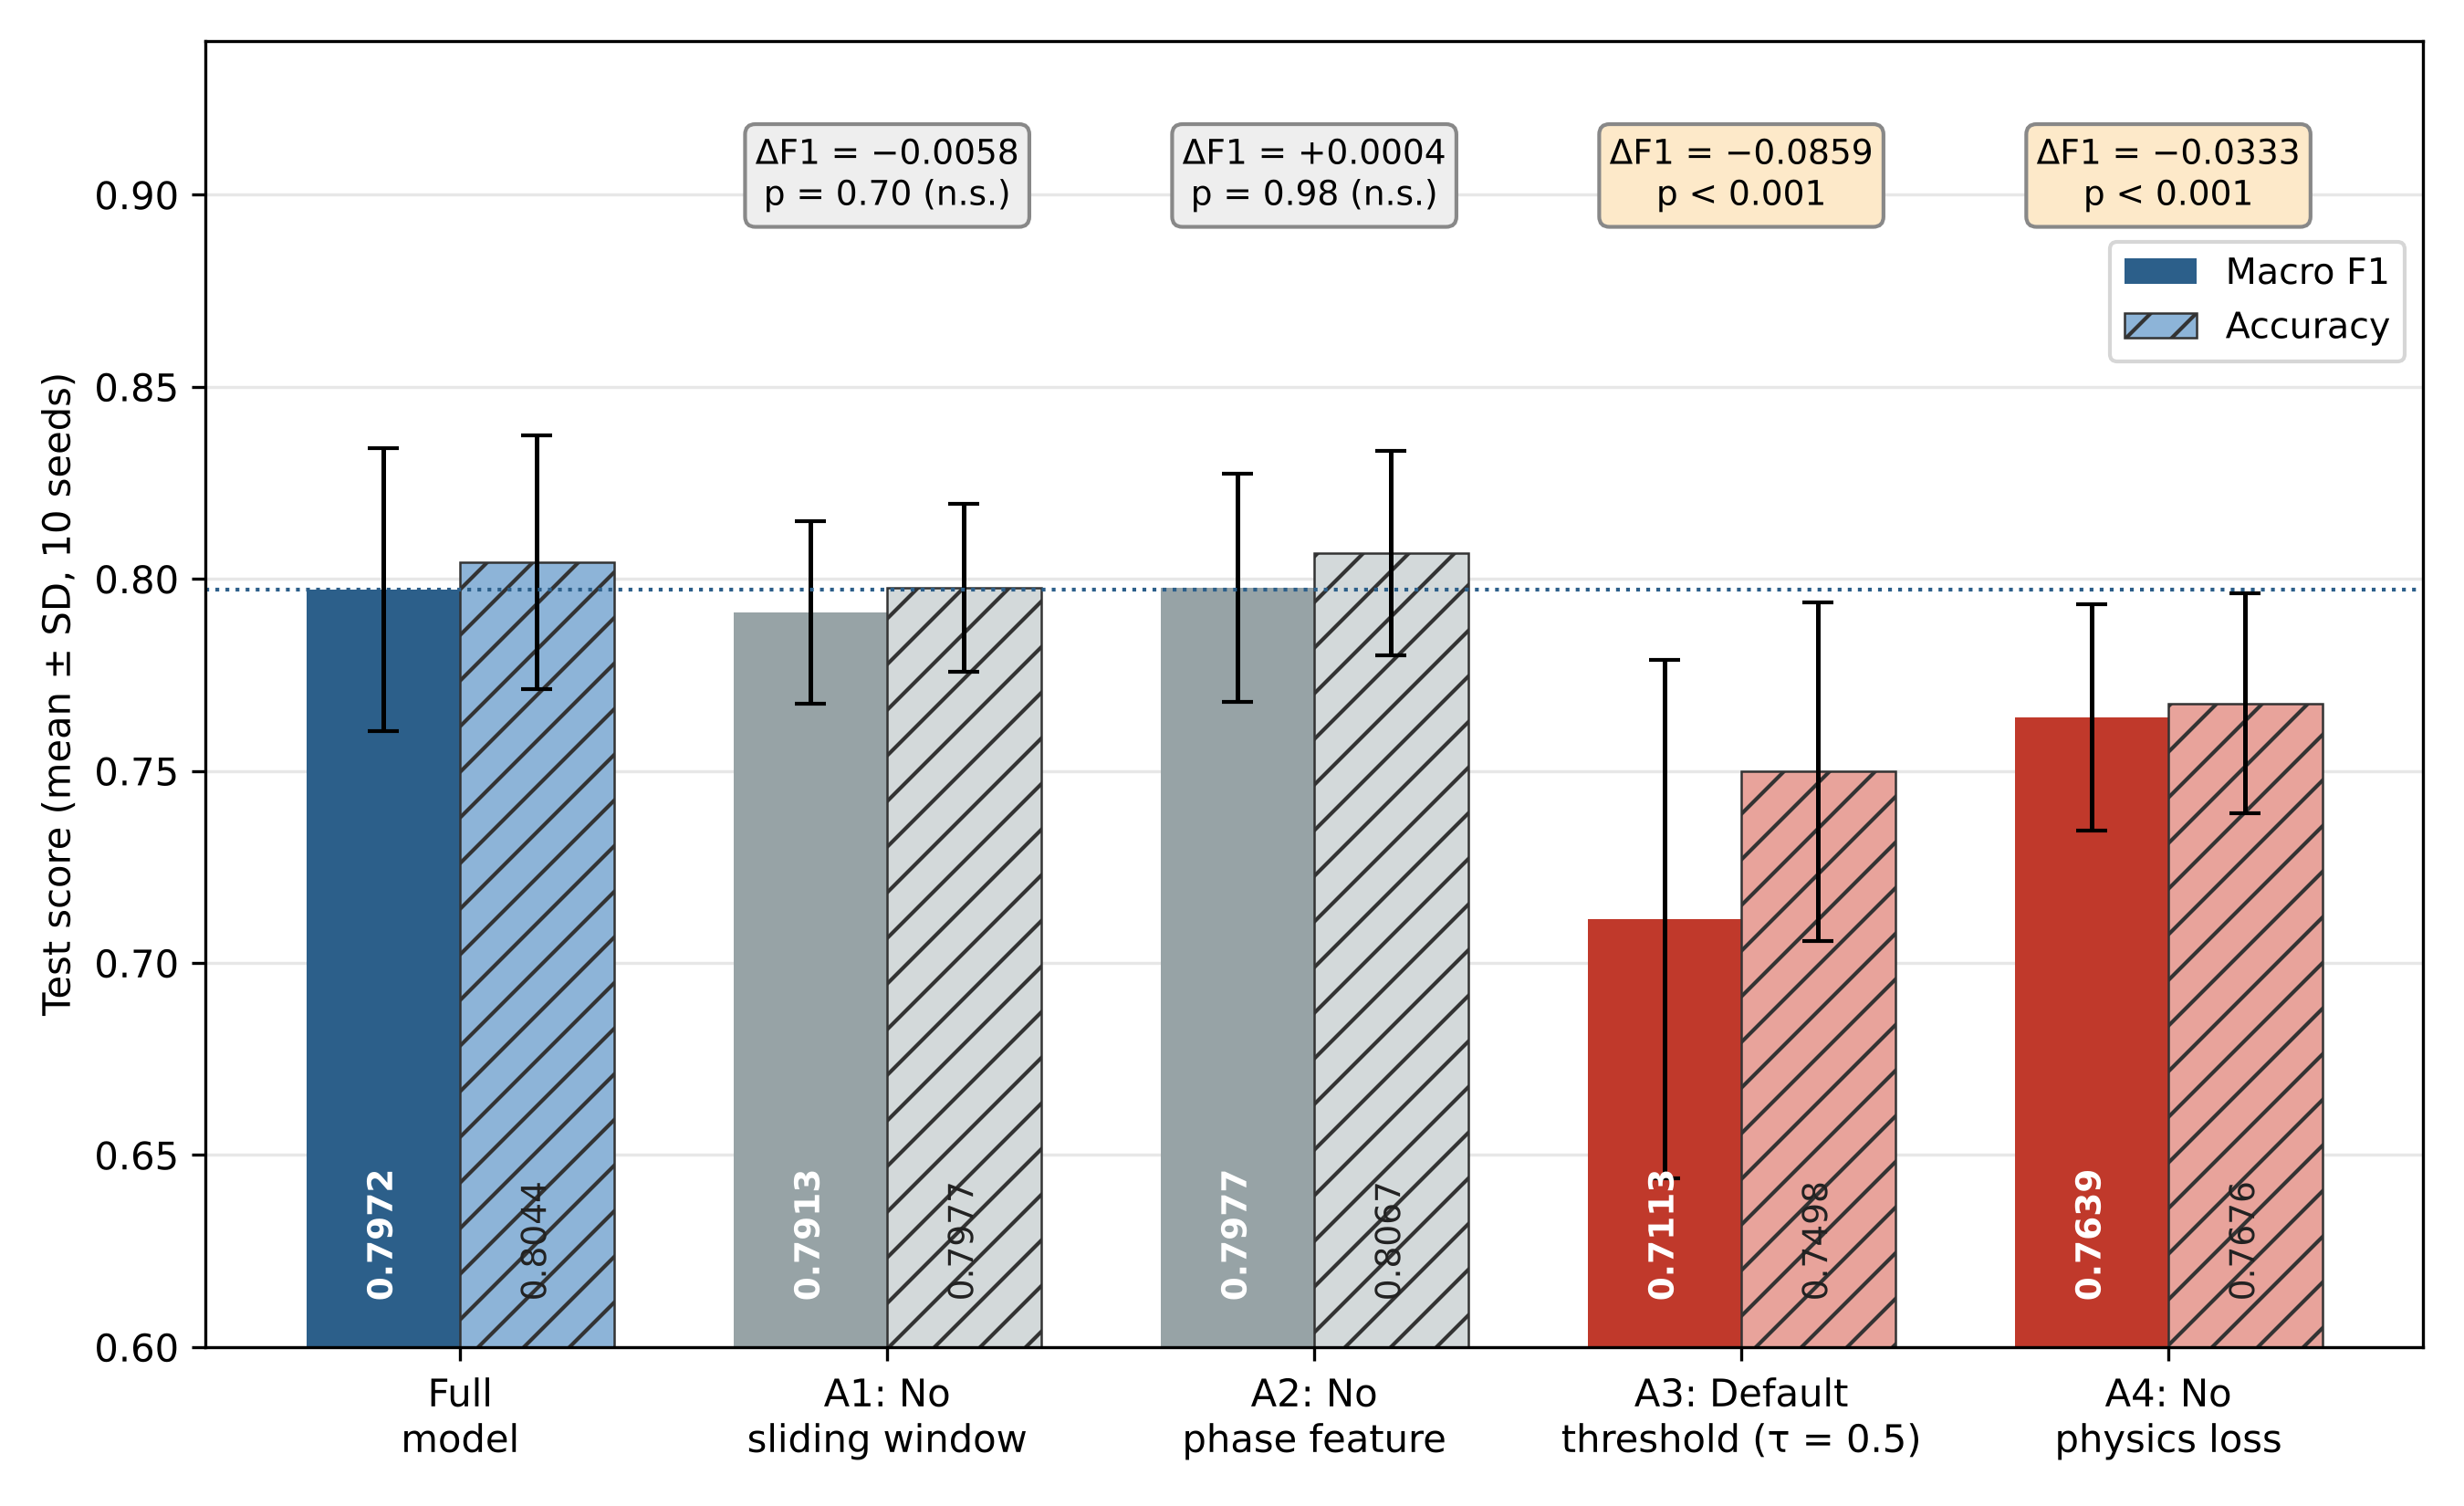 ΔF1 = −0.0058
p = 0.70 (n.s.)
ΔF1 = +0.0004
p = 0.98 (n.s.)
ΔF1 = −0.0859
p < 0.001
ΔF1 = −0.0333
p < 0.001
Macro F1
Accuracy
Test score (mean ± SD, 10 seeds)
0.90
0.85
0.80
0.75
0.70
0.65
0.60
0.7972
0.8044
0.7913
0.7977
0.7977
0.8067
0.7113
0.7498
0.7639
0.7676
Full
model
A1: No
sliding window
A2: No
phase feature
A3: Default
threshold (τ = 0.5)
A4: No
physics loss